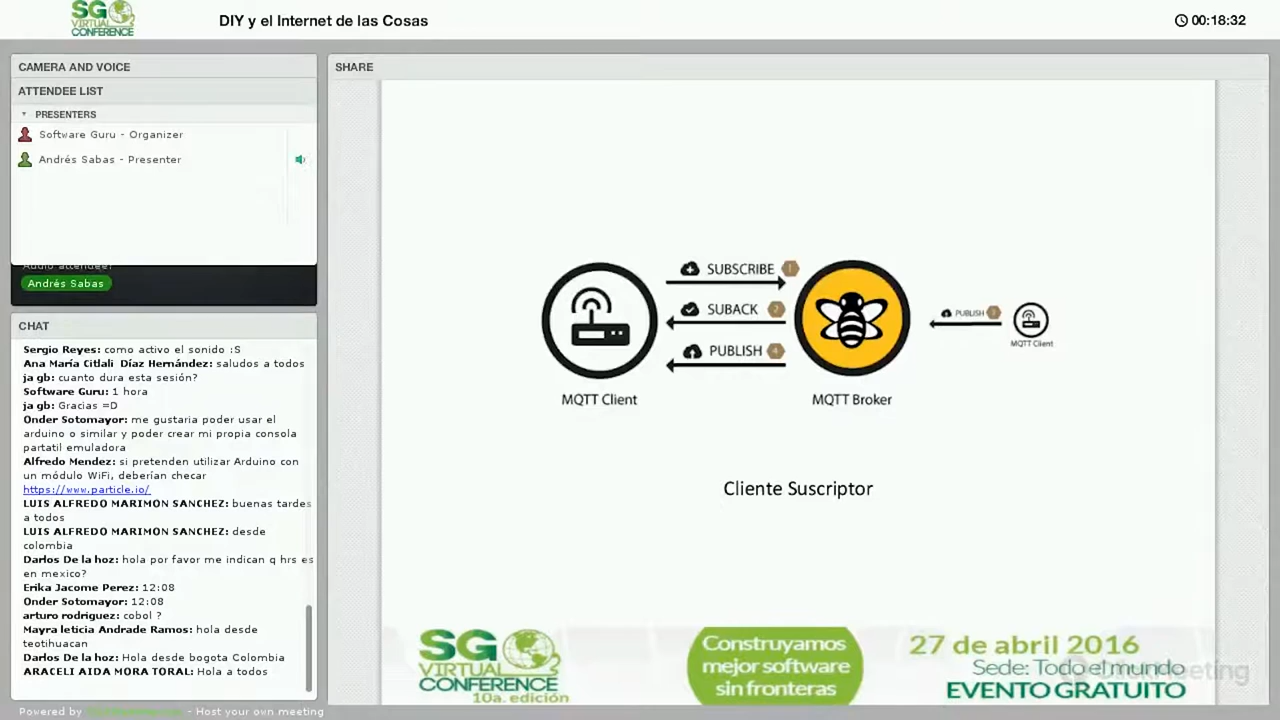 SG
VIRTUAL
CONFERENCE
DIY y el Internet de las Cosas
00:18:32
CAMERA AND VOICE
ATTENDEE LIST
PRESENTERS
Software Guru - Organizer
Andrés Sabas - Presenter
Audio attendee:
Andrés Sabas
CHAT
Sergio Reyes: como activo el sonido :S
Ana María Citlali Díaz Hernández: saludos a todos
ja gb: cuanto dura esta sesión?
Software Guru: 1 hora
ja gb: Gracias =D
Onder Sotomayor: me gustaria poder usar el
arduino o similar y poder crear mi propia consola
partatil emuladora
Alfredo Mendez: si pretenden utilizar Arduino con
un módulo WiFi, deberían checar
https://www.particle.io/
LUIS ALFREDO MARIMON SANCHEZ: buenas tardes
a todos
LUIS ALFREDO MARIMON SANCHEZ: desde
colombia
Darlos De la hoz: hola por favor me indican q hrs es
en mexico?
Erika Jacome Perez: 12:08
Onder Sotomayor: 12:08
arturo rodriguez: cobol ?
Mayra leticia Andrade Ramos: hola desde
teotihuacan
Darlos De la hoz: Hola desde bogota Colombia
ARACELI AIDA MORA TORAL: Hola a todos
Powered by
- Host your own meeting
SHARE
SUBSCRIBE 1
SUBACK 2
PUBLISH 4
PUBLISH 3
MQTT Client
MQTT Broker
MQTT Client
Cliente Suscriptor
SG
VIRTUAL
CONFERENCE
10a. edición
Construyamos
mejor software
sin fronteras
27 de abril 2016
Sede: Todo el mundo
EVENTO GRATUITO
ClickMeeting